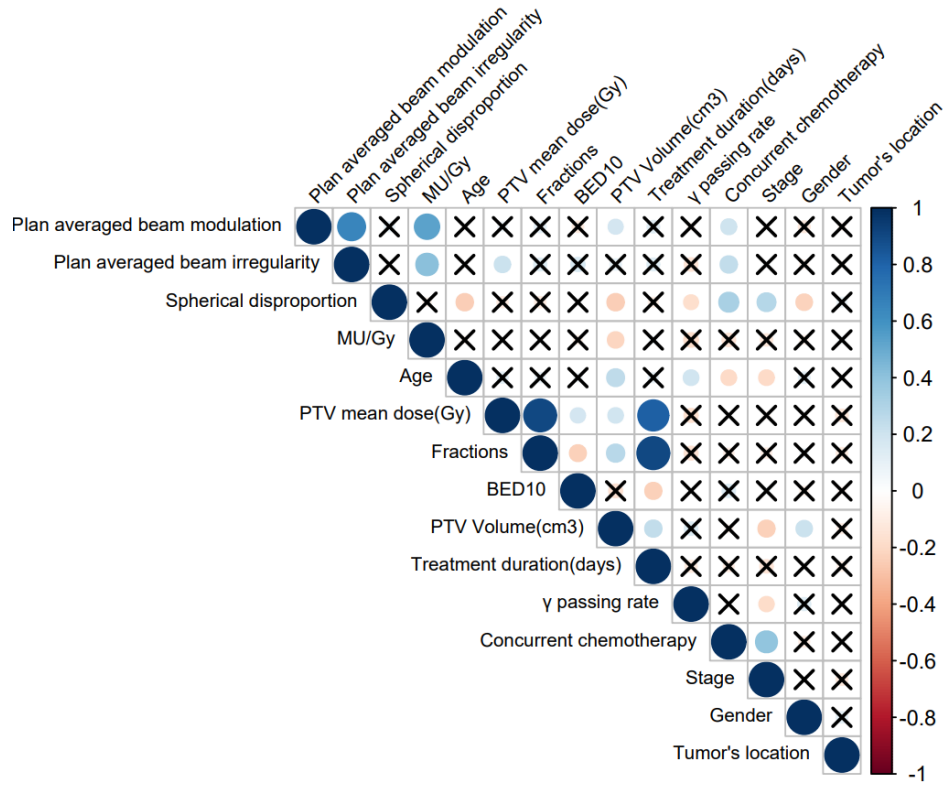 Plan averaged beam modulation
Plan averaged beam irregularity
Spherical disproportion
MU/Gy
Age
PTV mean dose(Gy)
Fractions
BED10
PTV Volume(cm3)
Treatment duration(days)
γ passing rate
Concurrent chemotherapy
Stage
Gender
Tumor's location
Plan averaged beam modulation
Plan averaged beam irregularity
Spherical disproportion
MU/Gy
Age
PTV mean dose(Gy)
Fractions
BED10
PTV Volume(cm3)
Treatment duration(days)
γ passing rate
Concurrent chemotherapy
Stage
Gender
Tumor's location
1
0.8
0.6
0.4
0.2
0
-0.2
-0.4
-0.6
-0.8
-1